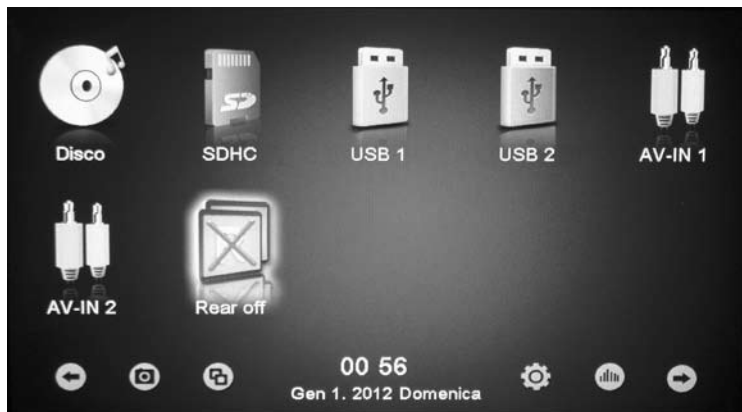 Disco
SDHC
USB 1
USB 2
AV-IN 1
AV-IN 2
Rear off
00 56
Gen 1. 2012 Domenica